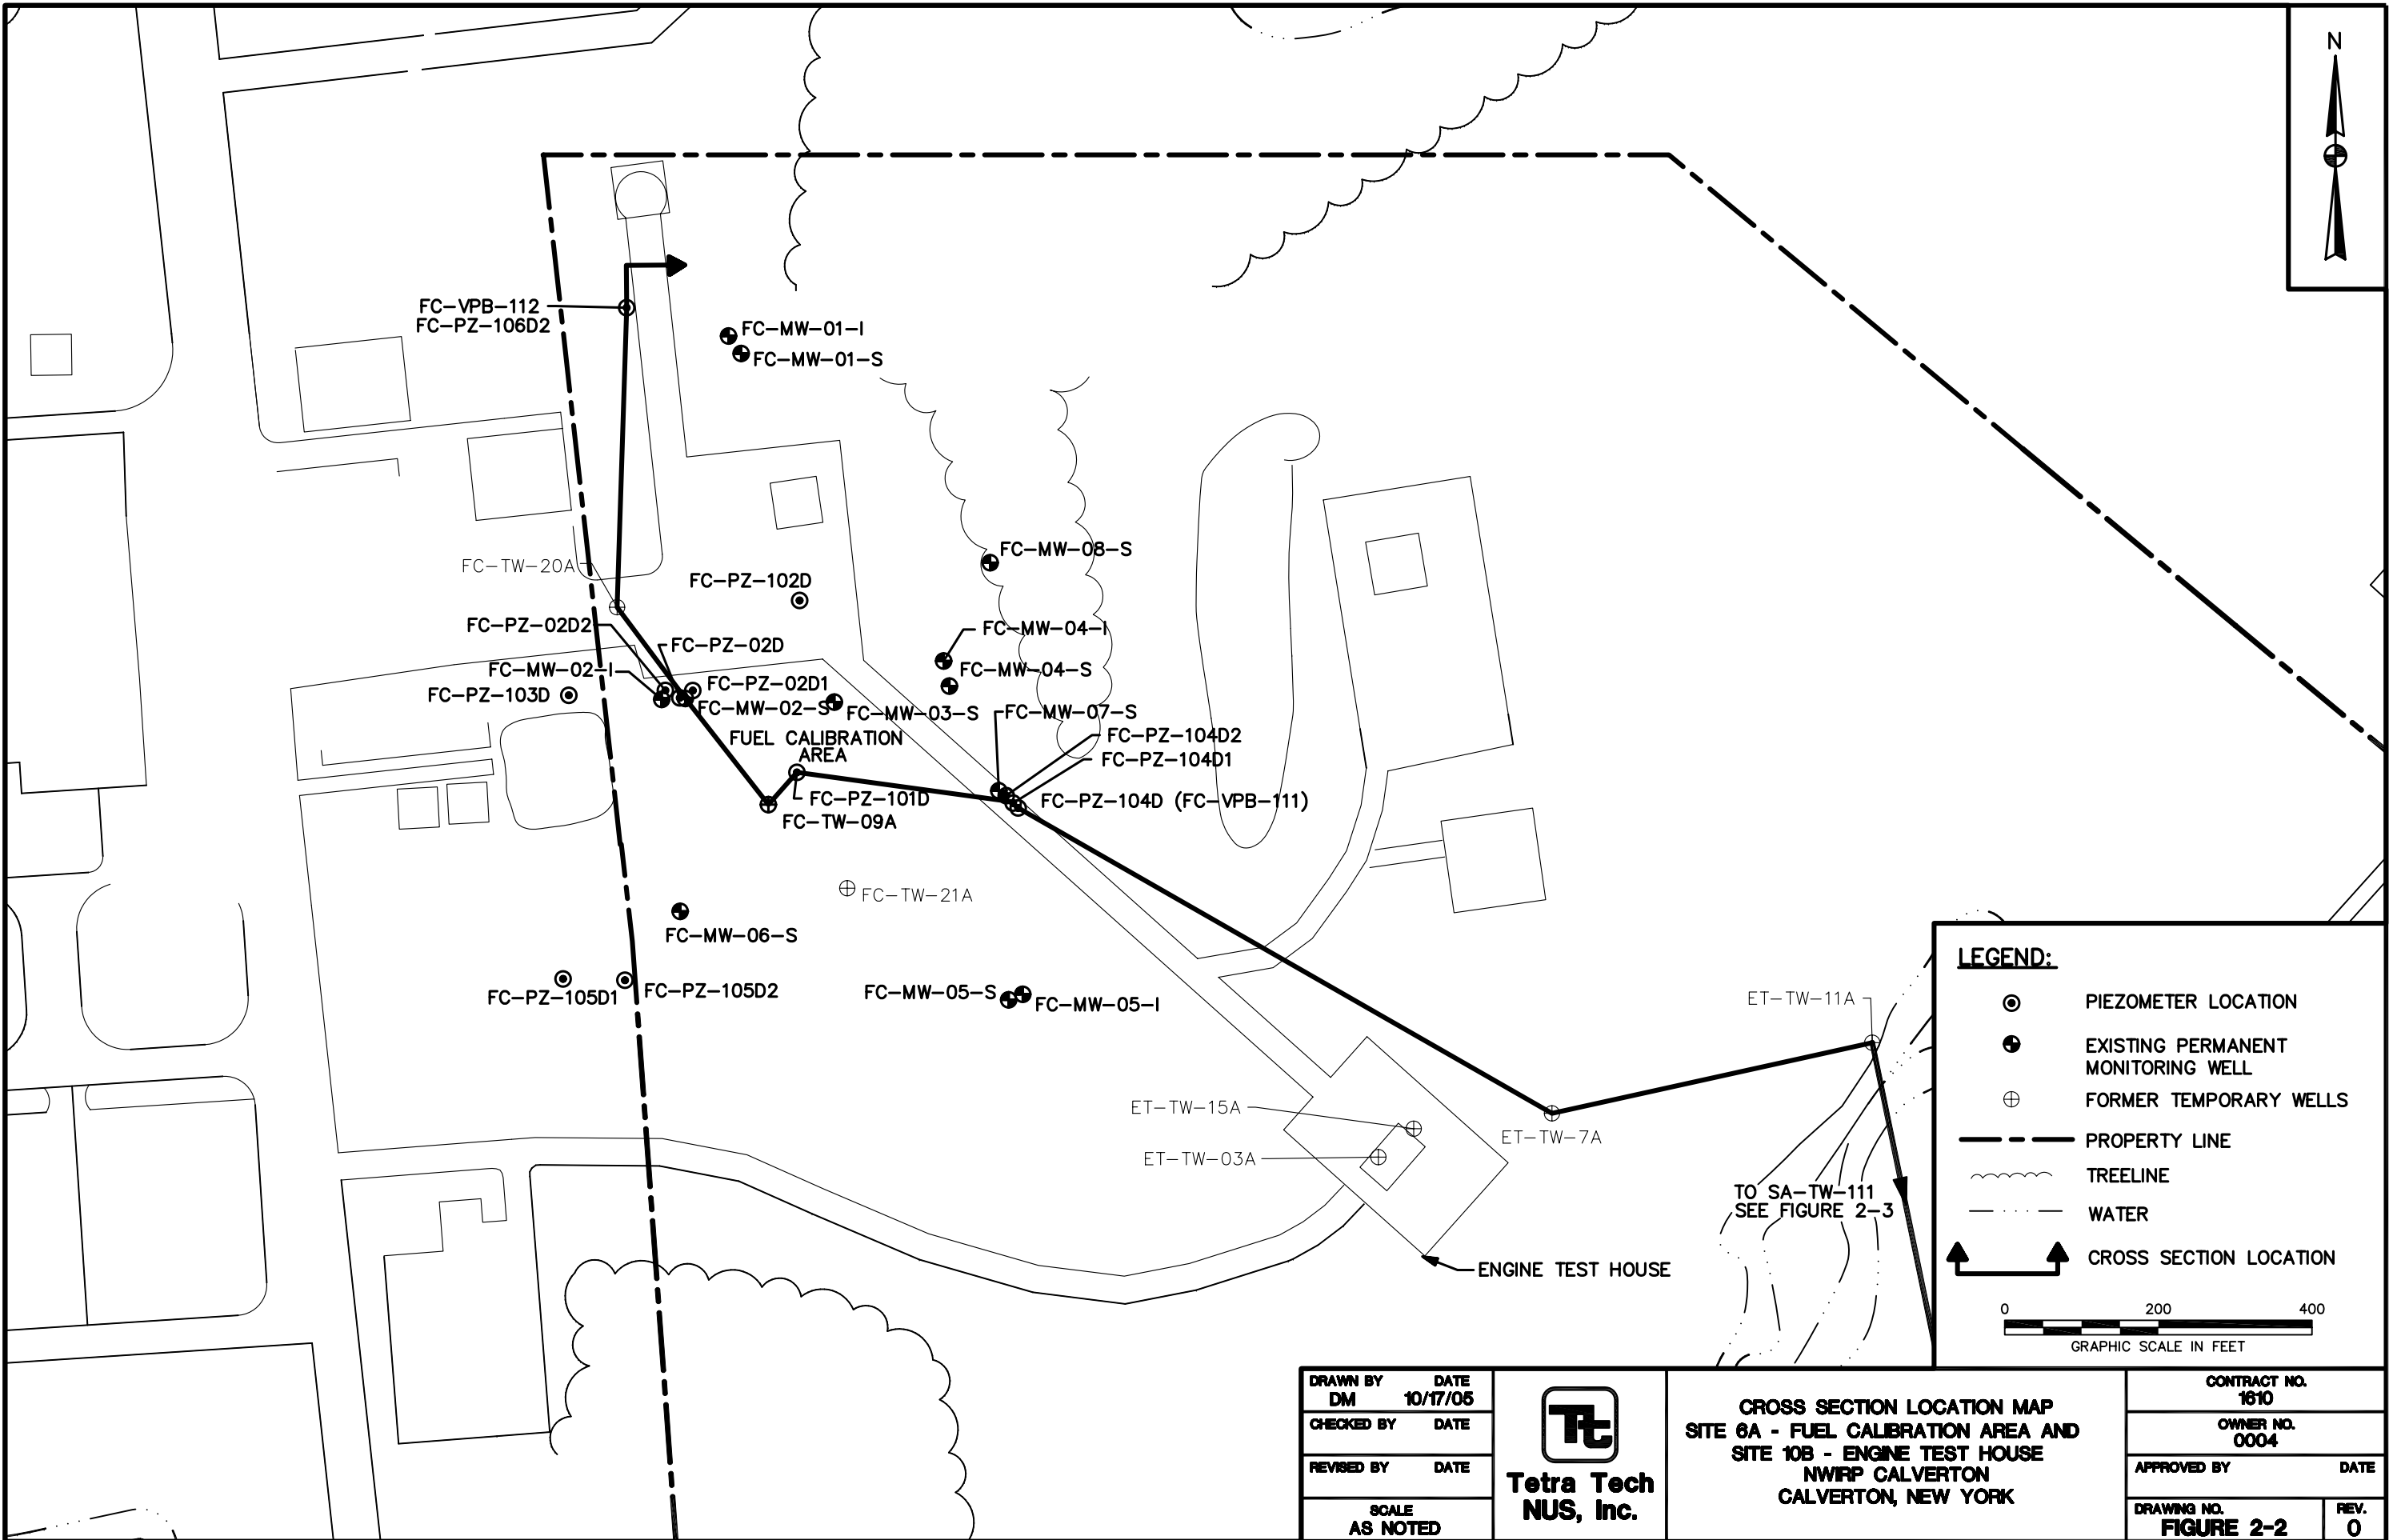 N
FC-VPB-112
FC-PZ-106D2
FC-MW-01-I
FC-MW-01-S
FC-MW-08-S
FC-TW-20A
FC-PZ-102D
FC-PZ-02D2
FC-PZ-02D
FC-MW-04-I
FC-MW-02-I
FC-MW-04-S
FC-PZ-103D
FC-PZ-02D1
FC-MW-02-S
FC-MW-03-S
FC-MW-07-S
FUEL CALIBRATION
AREA
FC-PZ-104D2
FC-PZ-104D1
FC-PZ-101D
FC-PZ-104D (FC-VPB-111)
FC-TW-09A
FC-TW-21A
FC-MW-06-S
FC-PZ-105D1
FC-PZ-105D2
FC-MW-05-S
FC-MW-05-I
ET-TW-11A
ET-TW-15A
ET-TW-7A
ET-TW-03A
TO SA-TW-111
SEE FIGURE 2-3
ENGINE TEST HOUSE
LEGEND:
PIEZOMETER LOCATION
EXISTING PERMANENT
MONITORING WELL
FORMER TEMPORARY WELLS
PROPERTY LINE
TREELINE
WATER
CROSS SECTION LOCATION
0 200 400
GRAPHIC SCALE IN FEET
DRAWN BY DATE
DM 10/17/05
CHECKED BY DATE
REVISED BY DATE
SCALE
AS NOTED
Tt
Tetra Tech
NUS, Inc.
CROSS SECTION LOCATION MAP
SITE 6A - FUEL CALIBRATION AREA AND
SITE 10B - ENGINE TEST HOUSE
NWIRP CALVERTON
CALVERTON, NEW YORK
CONTRACT NO.
1610
OWNER NO.
0004
APPROVED BY DATE
DRAWING NO. REV.
FIGURE 2-2 0